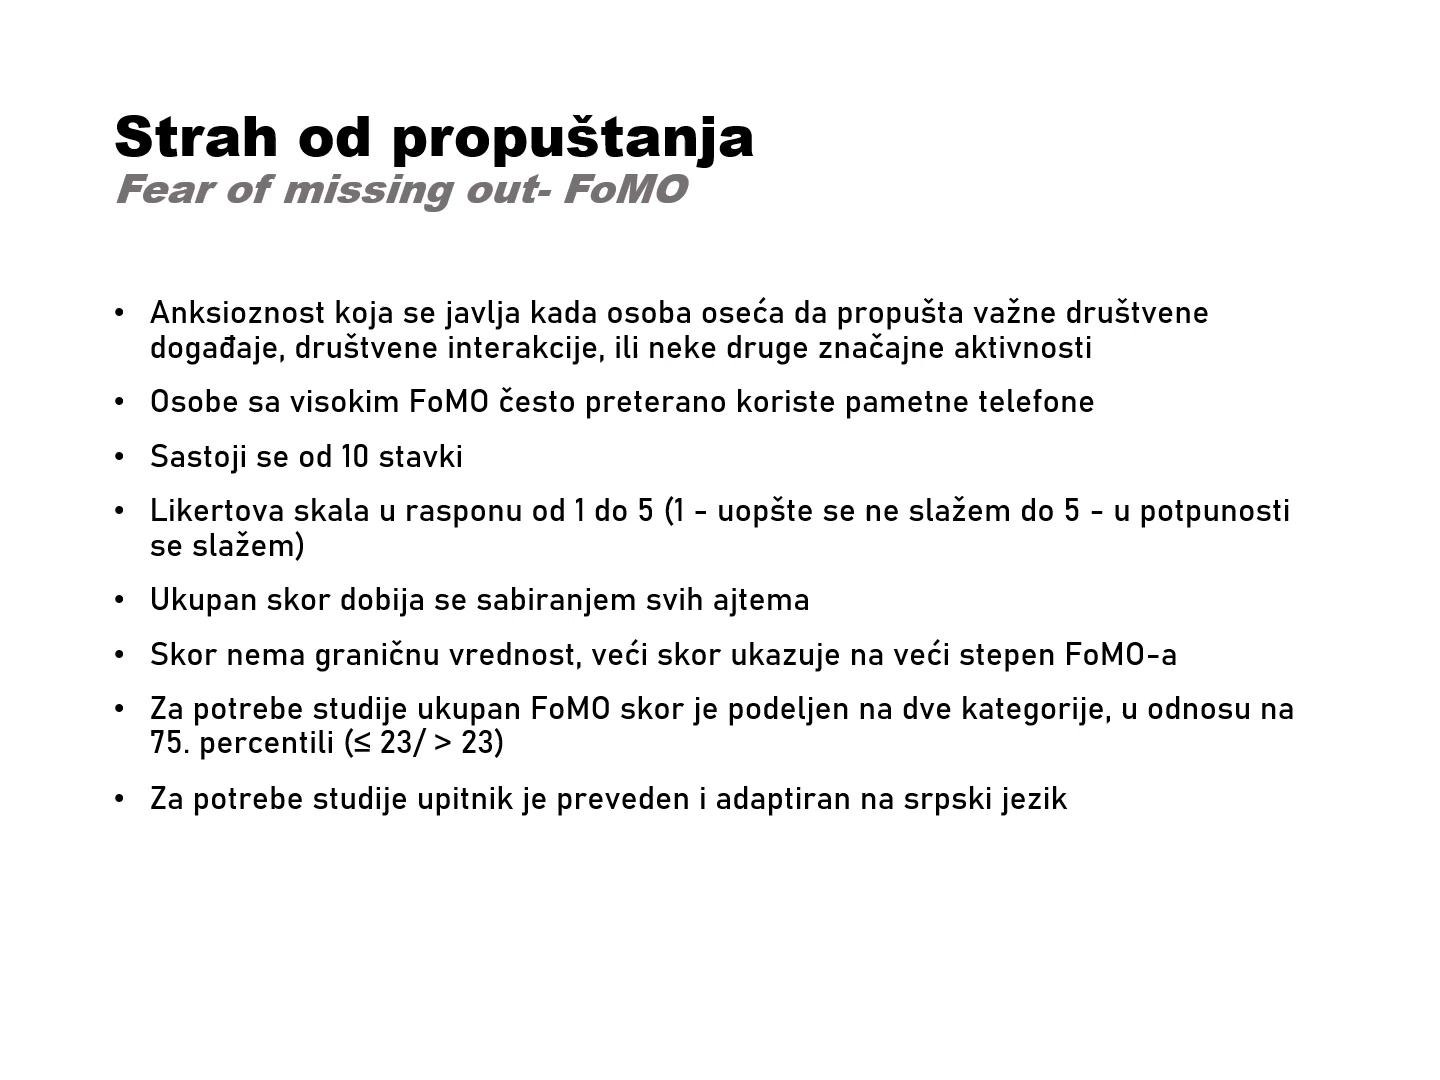 Strah od propuštanja
Fear of missing out- FoMO
• Anksioznost koja se javlja kada osoba oseća da propušta važne društvene
događaje, društvene interakcije, ili neke druge značajne aktivnosti
• Osobe sa visokim FoMO često preterano koriste pametne telefone
• Sastoji se od 10 stavki
• Likertova skala u rasponu od 1 do 5 (1 - uopšte se ne slažem do 5 - u potpunosti
se slažem)
• Ukupan skor dobija se sabiranjem svih ajtema
• Skor nema graničnu vrednost, veći skor ukazuje na veći stepen FoMO-a
• Za potrebe studije ukupan FoMO skor je podeljen na dve kategorije, u odnosu na
75. percentili (≤ 23/ > 23)
• Za potrebe studije upitnik je preveden i adaptiran na srpski jezik